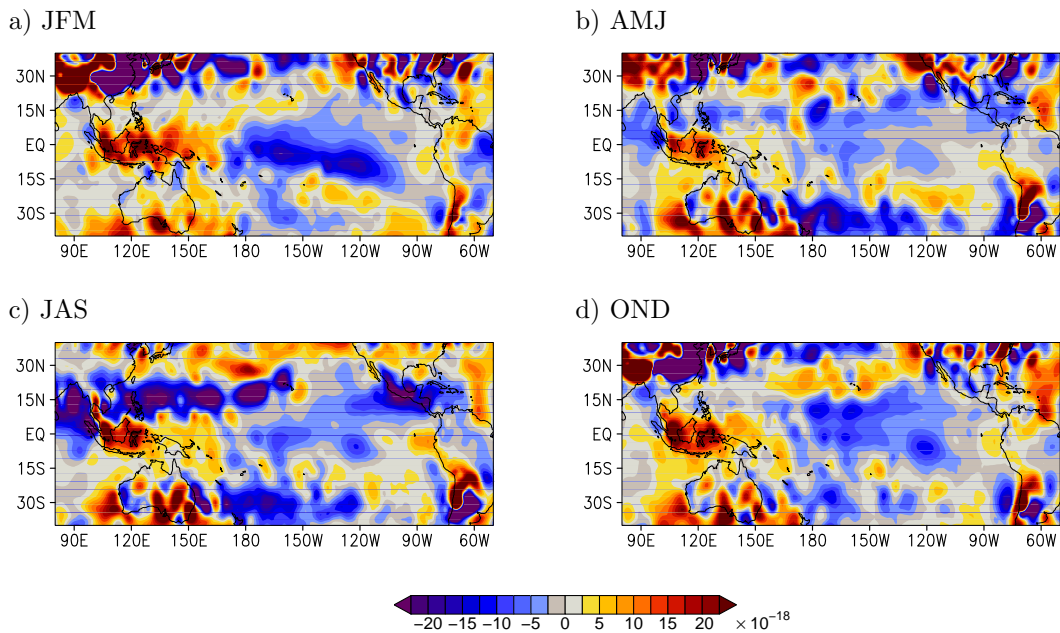 a) JFM
b) AMJ
30N
15N
EQ
15S
30S
90E 120E 150E 180 150W 120W 90W 60W
30N
15N
EQ
15S
30S
90E 120E 150E 180 150W 120W 90W 60W
c) JAS
d) OND
30N
15N
EQ
15S
30S
90E 120E 150E 180 150W 120W 90W 60W
30N
15N
EQ
15S
30S
90E 120E 150E 180 150W 120W 90W 60W
−20 −15 −10 −5 0 5 10 15 20 × 10⁻¹⁸